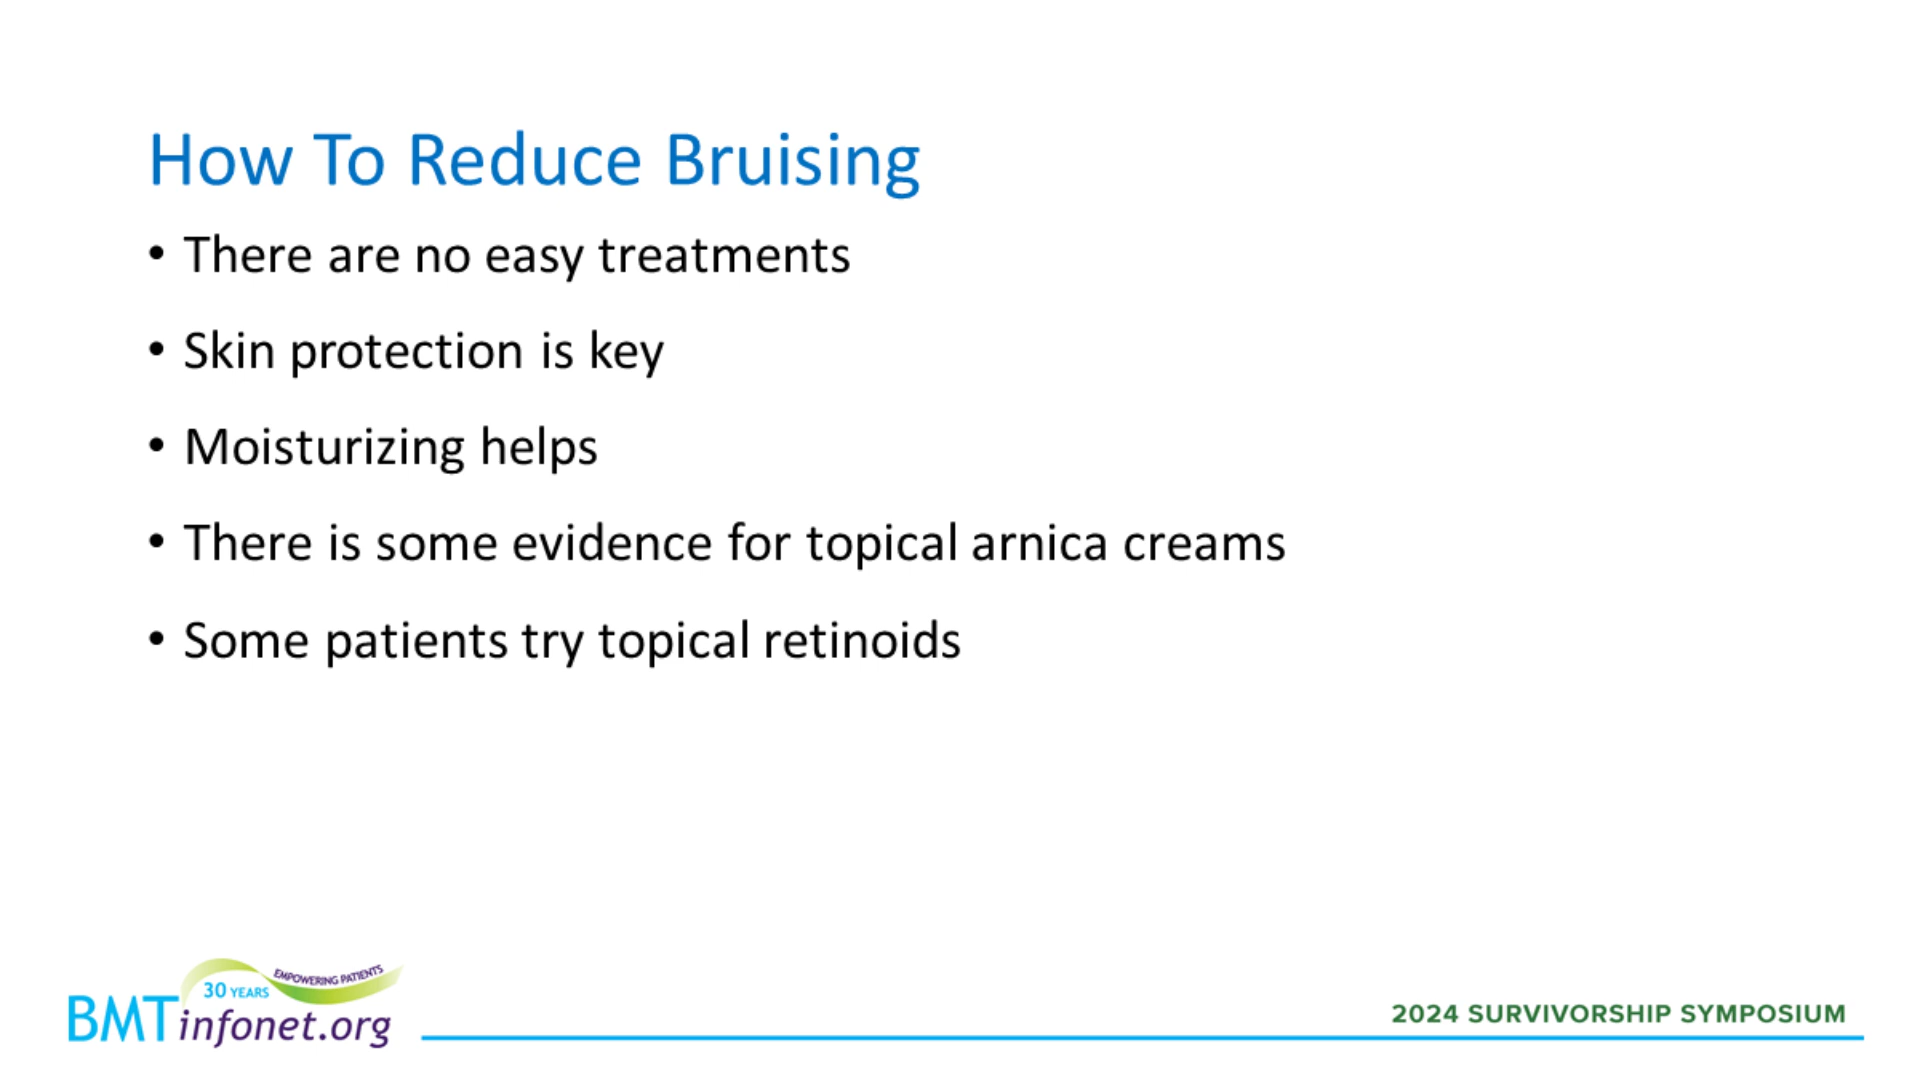 How To Reduce Bruising
• There are no easy treatments
• Skin protection is key
• Moisturizing helps
• There is some evidence for topical arnica creams
• Some patients try topical retinoids
EMPOWERING PATIENTS
30 YEARS
BMTinfonet.org
2024 SURVIVORSHIP SYMPOSIUM